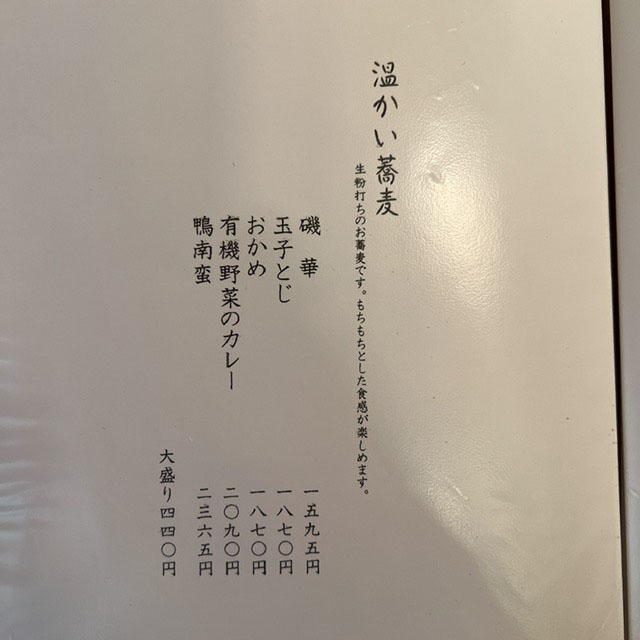 温かい蕎麦
生粉打ちのお蕎麦です。もちもちとした食感が楽しめます。
磯華 一五九五円
玉子とじ 一八七〇円
おかめ 一八七〇円
有機野菜のカレー 二〇九〇円
鴨南蛮 二三六五円
大盛り四四〇円